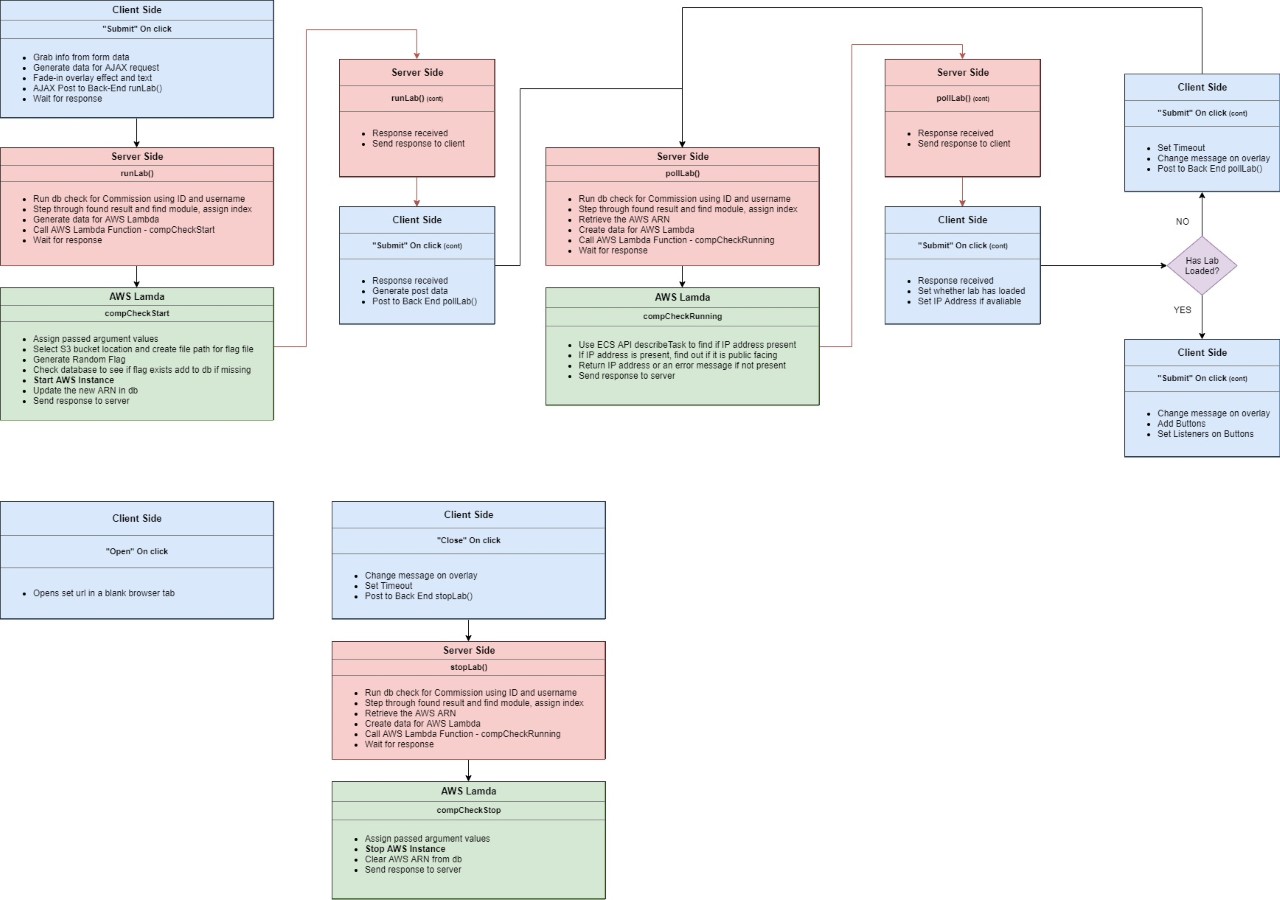 Client Side
"Submit" On click
Grab info from form data
Generate data for AJAX request
Fade-in overlay effect and text
AJAX Post to Back-End runLab()
Wait for response
Server Side
runLab()
Run db check for Commission using ID and username
Step through found result and find module, assign index
Generate data for AWS Lambda
Call AWS Lambda Function - compCheckStart
Wait for response
AWS Lamda
compCheckStart
Assign passed argument values
Select S3 bucket location and create file path for flag file
Generate Random Flag
Check database to see if flag exists add to db if missing
Start AWS Instance
Update the new ARN in db
Send response to server
Server Side
runLab() (cont)
Response received
Send response to client
Client Side
"Submit" On click (cont)
Response received
Generate post data
Post to Back End pollLab()
Server Side
pollLab()
Run db check for Commission using ID and username
Step through found result and find module, assign index
Retrieve the AWS ARN
Create data for AWS Lambda
Call AWS Lambda Function - compCheckRunning
Wait for response
AWS Lamda
compCheckRunning
Use ECS API describeTask to find if IP address present
If IP address is present, find out if it is public facing
Return IP address or an error message if not present
Send response to server
Server Side
pollLab() (cont)
Response received
Send response to client
Client Side
"Submit" On click (cont)
Response received
Set whether lab has loaded
Set IP Address if avaliable
Has Lab
Loaded?
NO
Client Side
"Submit" On click (cont)
Set Timeout
Change message on overlay
Post to Back End pollLab()
YES
Client Side
"Submit" On click (cont)
Change message on overlay
Add Buttons
Set Listeners on Buttons
Client Side
"Open" On click
Opens set url in a blank browser tab
Client Side
"Close" On click
Change message on overlay
Set Timeout
Post to Back End stopLab()
Server Side
stopLab()
Run db check for Commission using ID and username
Step through found result and find module, assign index
Retrieve the AWS ARN
Create data for AWS Lambda
Call AWS Lambda Function - compCheckRunning
Wait for response
AWS Lamda
compCheckStop
Assign passed argument values
Stop AWS Instance
Clear AWS ARN from db
Send response to server